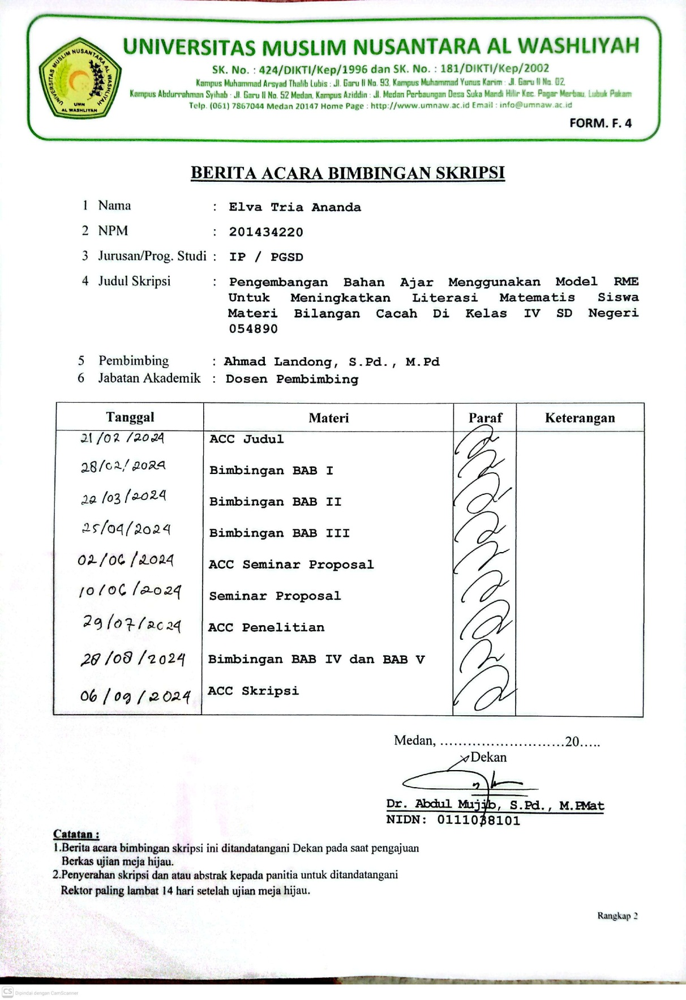 UNIVERSITAS MUSLIM NUSANTARA AL WASHLIYAH
UMN
AL WASHLIYAH
UNIVERSITAS MUSLIM NUSANTARA AL WASHLIYAH
SK. No. : 424/DIKTI/Kep/1996 dan SK. No. : 181/DIKTI/Kep/2002
Kampus Muhammad Arsyad Thalib Lubis : Jl. Garu II No. 93, Kampus Muhammad Yunus Karim : Jl. Garu II No. 02,
Kampus Abdurrahman Syihab : Jl. Garu II No. 52 Medan, Kampus Aziddin : Jl. Medan Perbaungan Desa Suka Mandi Hilir Kec. Pagar Merbau, Lubuk Pakam
Telp. (061) 7867044 Medan 20147 Home Page : http://www.umnaw.ac.id Email : info@umnaw.ac.id
FORM. F. 4
BERITA ACARA BIMBINGAN SKRIPSI
1 Nama : Elva Tria Ananda
2 NPM : 201434220
3 Jurusan/Prog. Studi : IP / PGSD
4 Judul Skripsi : Pengembangan Bahan Ajar Menggunakan Model RME
Untuk Meningkatkan Literasi Matematis Siswa
Materi Bilangan Cacah Di Kelas IV SD Negeri
054890
5 Pembimbing : Ahmad Landong, S.Pd., M.Pd
6 Jabatan Akademik : Dosen Pembimbing
Tanggal Materi Paraf Keterangan
21/02/2024 ACC Judul
28/02/2024 Bimbingan BAB I
22/03/2024 Bimbingan BAB II
25/04/2024 Bimbingan BAB III
02/06/2024 ACC Seminar Proposal
10/06/2024 Seminar Proposal
29/07/2024 ACC Penelitian
28/08/2024 Bimbingan BAB IV dan BAB V
06/09/2024 ACC Skripsi
Medan, ...........................20.....
Dekan
Dr. Abdul Mujib, S.Pd., M.PMat
NIDN: 0111038101
Catatan :
1.Berita acara bimbingan skripsi ini ditandatangani Dekan pada saat pengajuan
Berkas ujian meja hijau.
2.Penyerahan skripsi dan atau abstrak kepada panitia untuk ditandatangani
Rektor paling lambat 14 hari setelah ujian meja hijau.
Rangkap 2
CS Dipindai dengan CamScanner